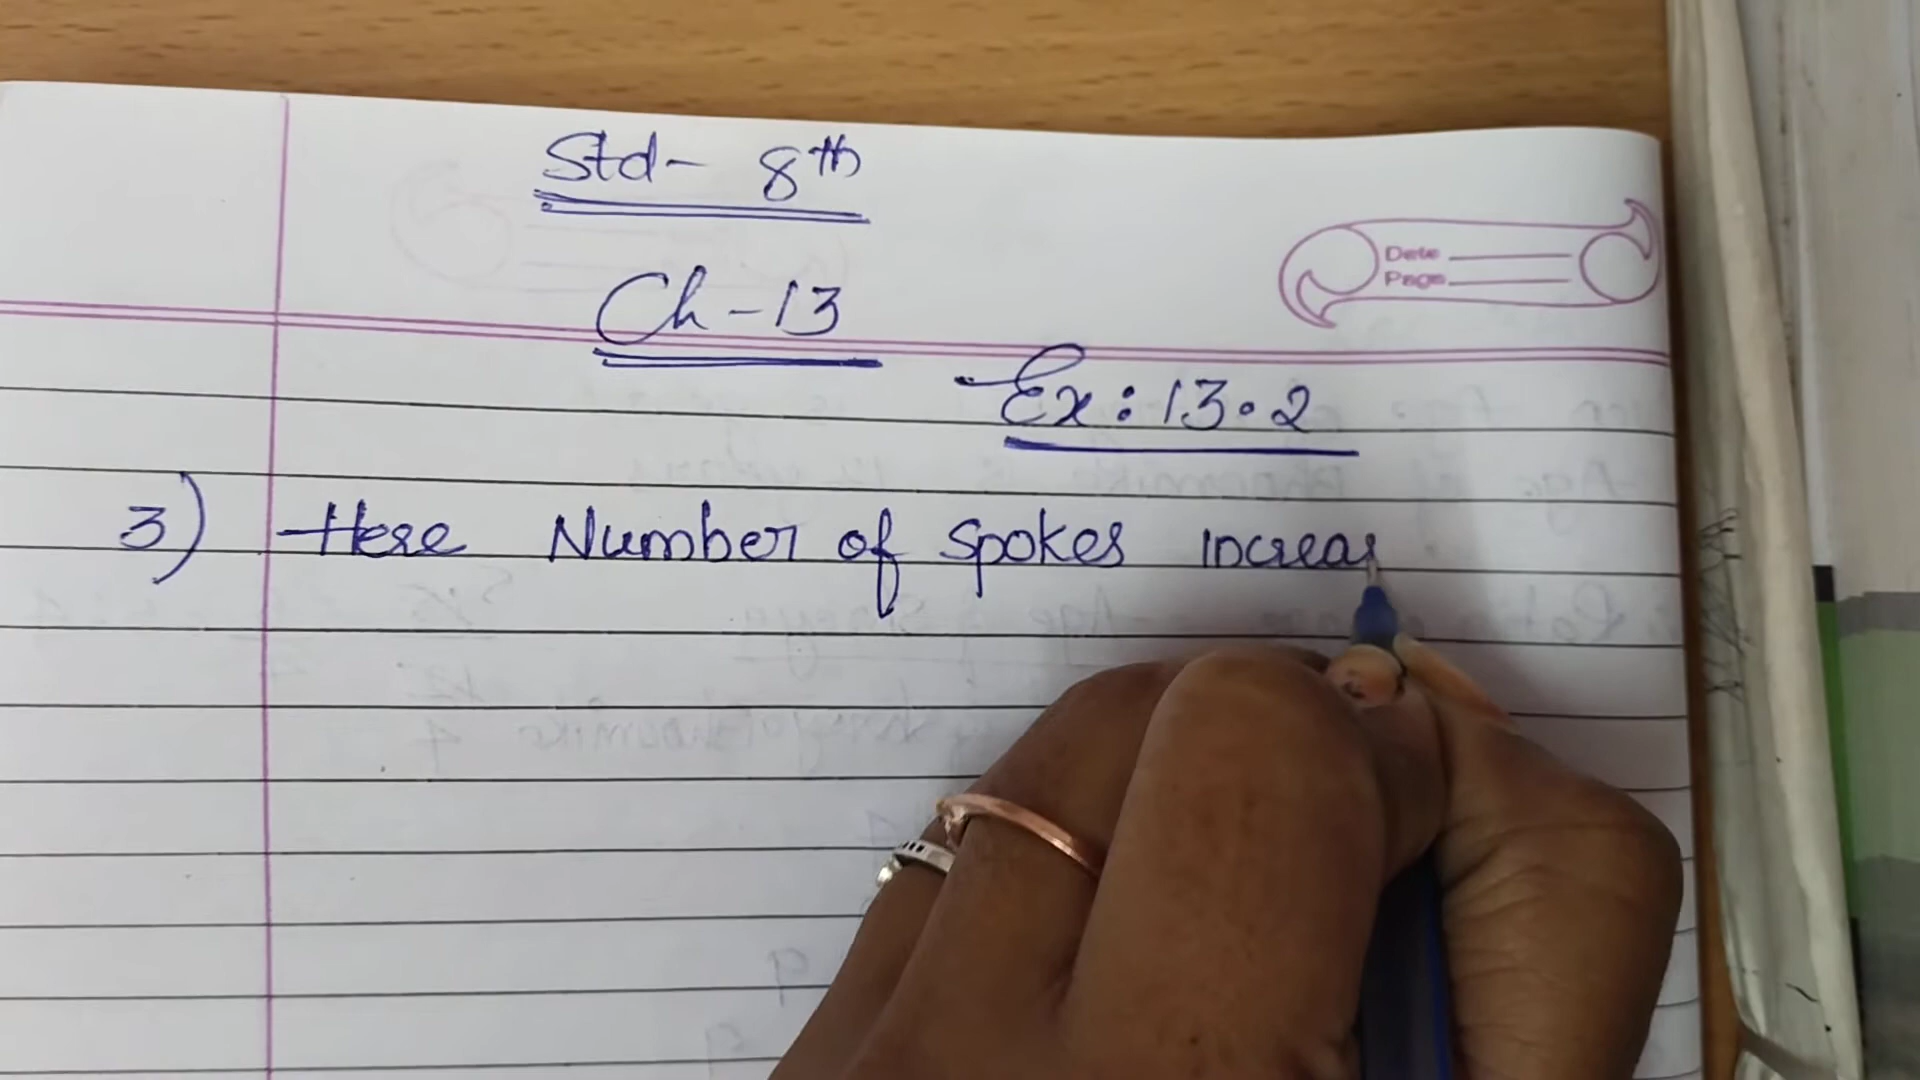 Std- 8th
Ch-13
Date
Page
Ex: 13.2
3) Here Number of spokes increas